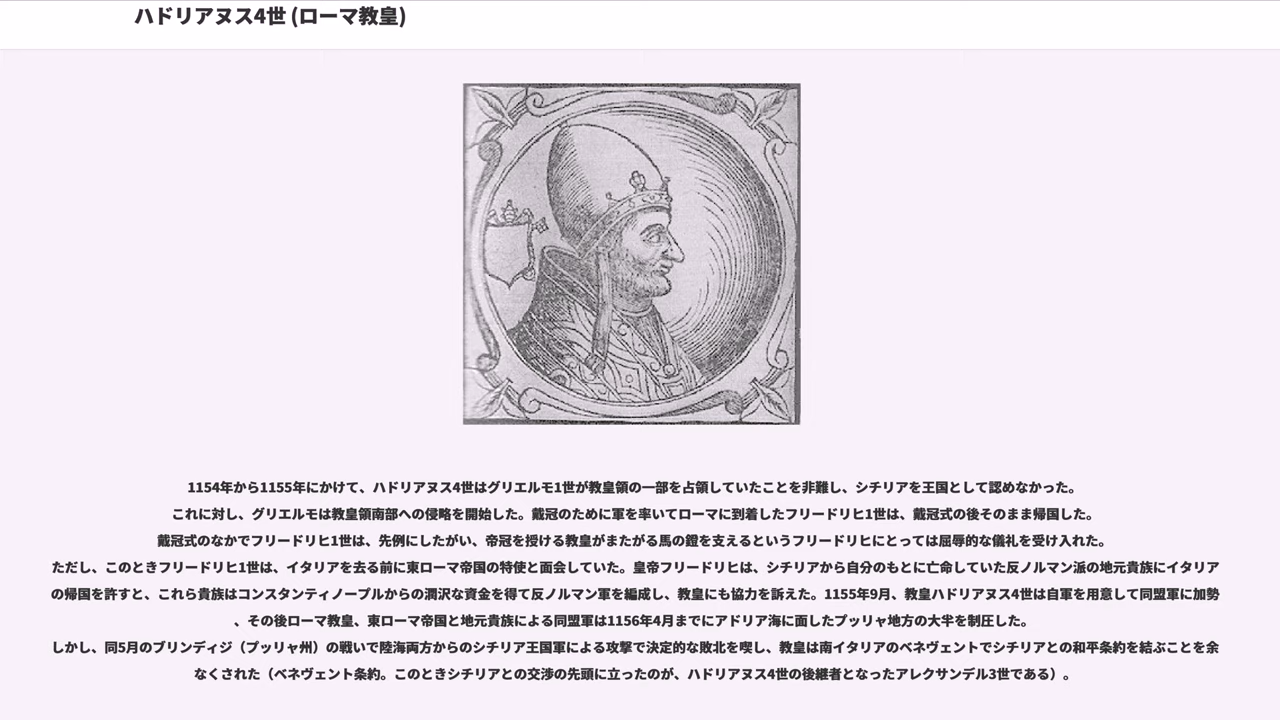 ハドリアヌス4世 (ローマ教皇)
1154年から1155年にかけて、ハドリアヌス4世はグリエルモ1世が教皇領の一部を占領していたことを非難し、シチリアを王国として認めなかった。
これに対し、グリエルモは教皇領南部への侵略を開始した。戴冠のために軍を率いてローマに到着したフリードリヒ1世は、戴冠式の後そのまま帰国した。
戴冠式のなかでフリードリヒ1世は、先例にしたがい、帝冠を授ける教皇がまたがる馬の鐙を支えるというフリードリヒにとっては屈辱的な儀礼を受け入れた。
ただし、このときフリードリヒ1世は、イタリアを去る前に東ローマ帝国の特使と面会していた。皇帝フリードリヒは、シチリアから自分のもとに亡命していた反ノルマン派の地元貴族にイタリア
の帰国を許すと、これら貴族はコンスタンティノープルからの潤沢な資金を得て反ノルマン軍を編成し、教皇にも協力を訴えた。1155年9月、教皇ハドリアヌス4世は自軍を用意して同盟軍に加勢
、その後ローマ教皇、東ローマ帝国と地元貴族による同盟軍は1156年4月までにアドリア海に面したプッリャ地方の大半を制圧した。
しかし、同5月のブリンディジ（プッリャ州）の戦いで陸海両方からのシチリア王国軍による攻撃で決定的な敗北を喫し、教皇は南イタリアのベネヴェントでシチリアとの和平条約を結ぶことを余
なくされた（ベネヴェント条約。このときシチリアとの交渉の先頭に立ったのが、ハドリアヌス4世の後継者となったアレクサンデル3世である）。